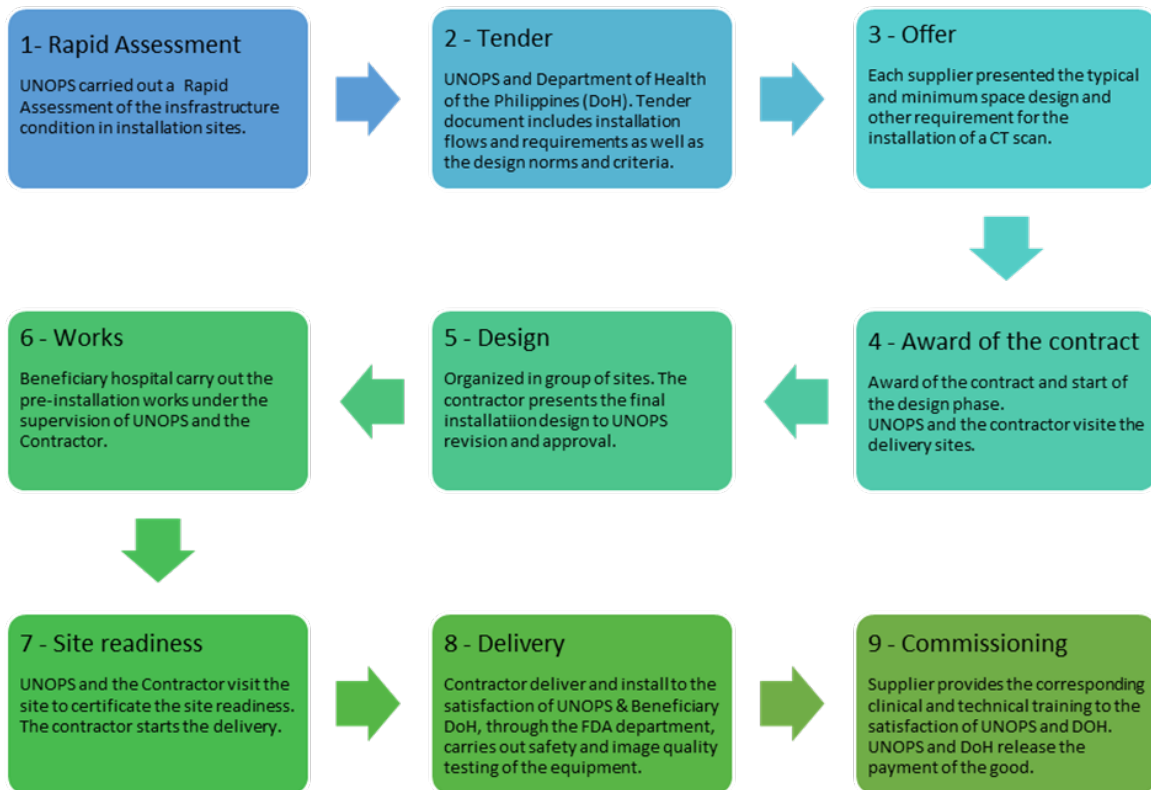 1- Rapid Assessment
UNOPS carried out a Rapid
Assessment of the insfrastructure
condition in installation sites.
2 - Tender
UNOPS and Department of Health
of the Philippines (DoH). Tender
document includes installation
flows and requirements as well as
the design norms and criteria.
3 - Offer
Each supplier presented the typical
and minimum space design and
other requirement for the
installation of a CT scan.
4 - Award of the contract
Award of the contract and start of
the design phase.
UNOPS and the contractor visite the
delivery sites.
5 - Design
Organized in group of sites. The
contractor presents the final
installatiion design to UNOPS
revision and approval.
6 - Works
Beneficiary hospital carry out the
pre-installation works under the
supervision of UNOPS and the
Contractor.
7 - Site readiness
UNOPS and the Contractor visit the
site to certificate the site readiness.
The contractor starts the delivery.
8 - Delivery
Contractor deliver and install to the
satisfaction of UNOPS & Beneficiary
DoH, through the FDA department,
carries out safety and image quality
testing of the equipment.
9 - Commissioning
Supplier provides the corresponding
clinical and technical training to the
satisfaction of UNOPS and DOH.
UNOPS and DoH release the
payment of the good.